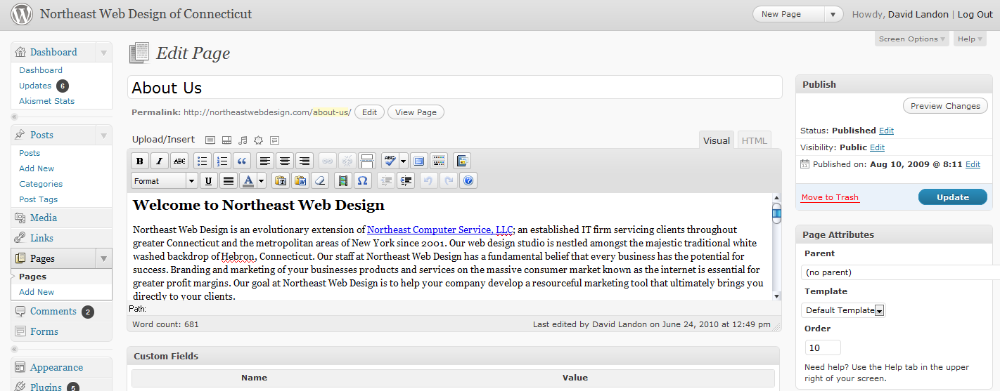 Northeast Web Design of Connecticut
New Page
Howdy, David Landon | Log Out
Screen Options
Help
Dashboard
Dashboard
Updates 6
Akismet Stats
Posts
Posts
Add New
Categories
Post Tags
Media
Links
Pages
Pages
Add New
Comments 2
Forms
Appearance
Plugins 5
Edit Page
About Us
Permalink: http://northeastwebdesign.com/about-us/ Edit View Page
Upload/Insert
Visual HTML
B I ABC ABC
Format U A
Welcome to Northeast Web Design
Northeast Web Design is an evolutionary extension of Northeast Computer Service, LLC; an established IT firm servicing clients throughout
greater Connecticut and the metropolitan areas of New York since 2001. Our web design studio is nestled amongst the majestic traditional white
washed backdrop of Hebron, Connecticut. Our staff at Northeast Web Design has a fundamental belief that every business has the potential for
success. Branding and marketing of your businesses products and services on the massive consumer market known as the internet is essential for
greater profit margins. Our goal at Northeast Web Design is to help your company develop a resourceful marketing tool that ultimately brings you
directly to your clients.
Path:
Word count: 681
Last edited by David Landon on June 24, 2010 at 12:49 pm
Custom Fields
Name Value
Publish
Preview Changes
Status: Published Edit
Visibility: Public Edit
Published on: Aug 10, 2009 @ 8:11 Edit
Move to Trash
Update
Page Attributes
Parent
(no parent)
Template
Default Template
Order
10
Need help? Use the Help tab in the upper
right of your screen.